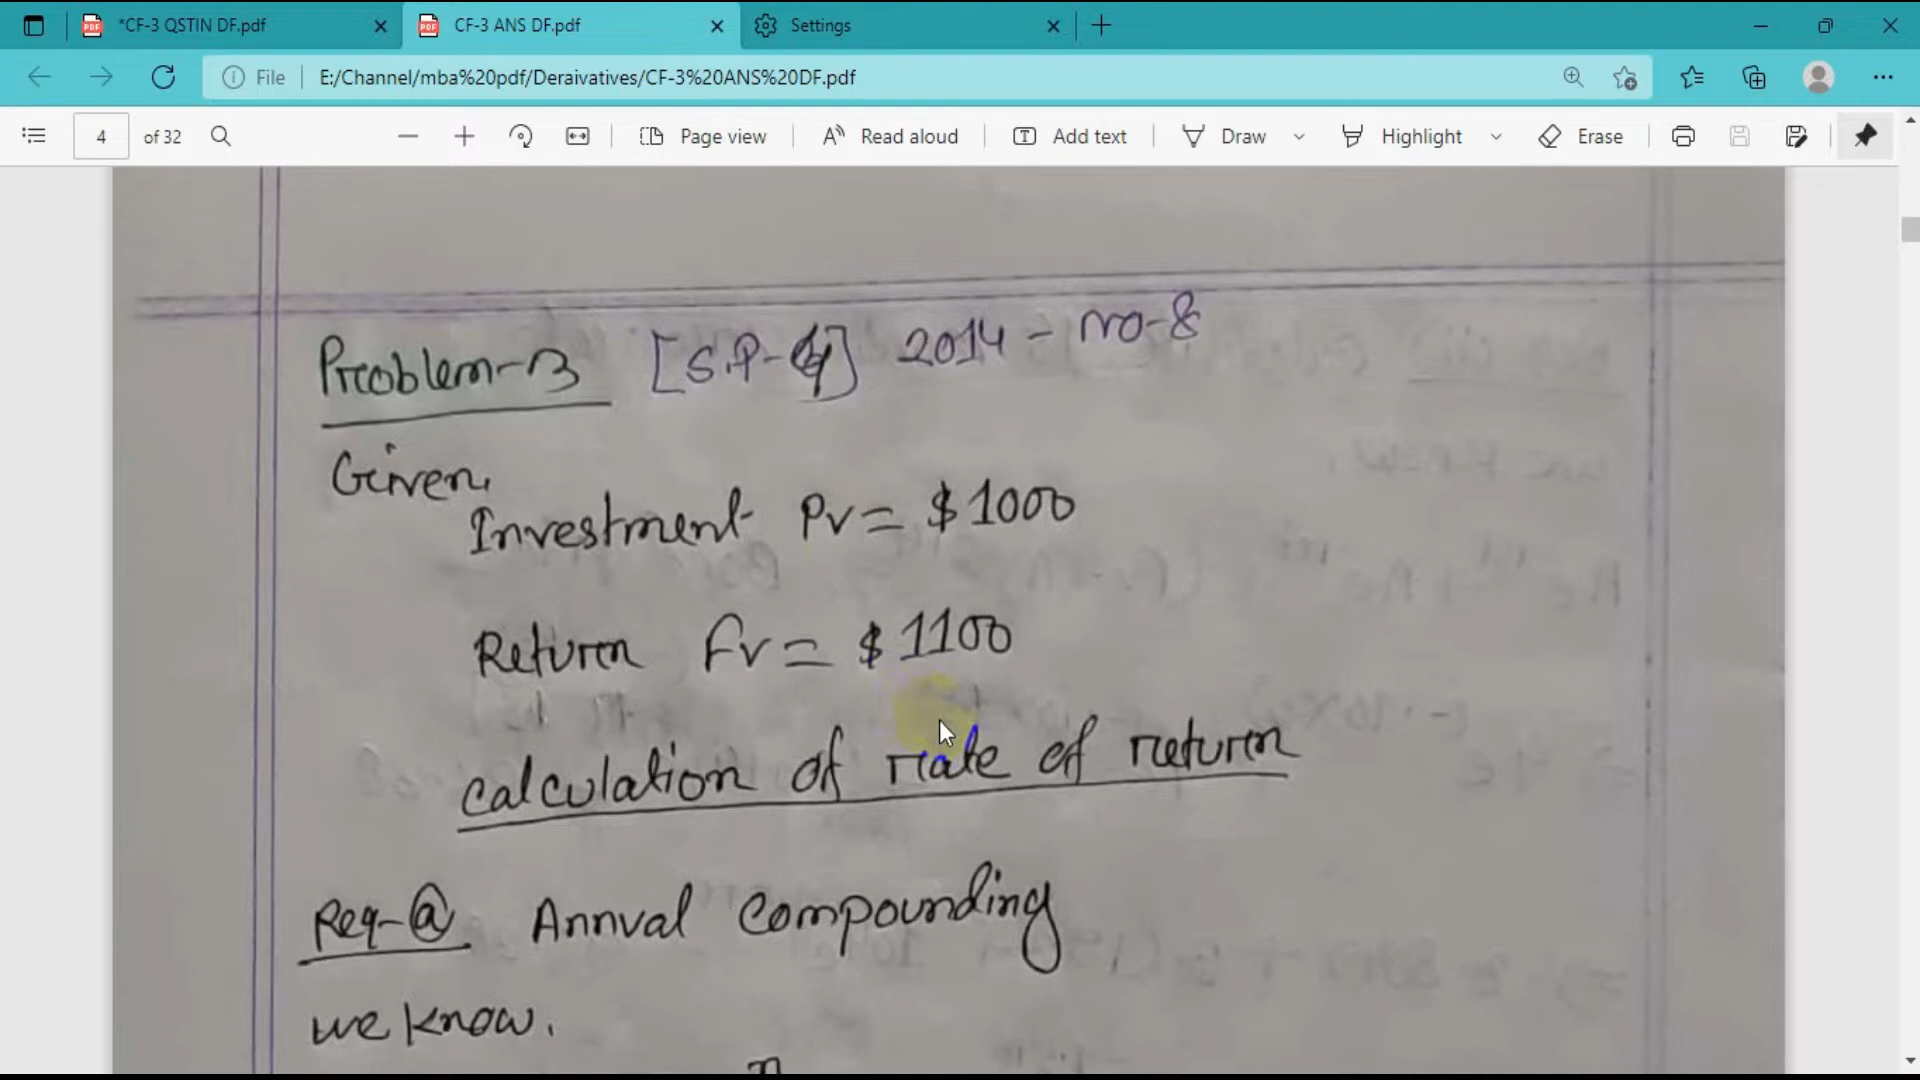 *CF-3 QSTIN DF.pdf
CF-3 ANS DF.pdf
Settings
File
E:/Channel/mba%20pdf/Deraivatives/CF-3%20ANS%20DF.pdf
4 of 32
Page view
Read aloud
Add text
Draw
Highlight
Erase
Problem-3 [S.P-4] 2014 - no-8
Given,
Investment PV = $1000
Return FV = $1100
calculation of rate of return
Req-ⓐ Annual compounding
we know.
n